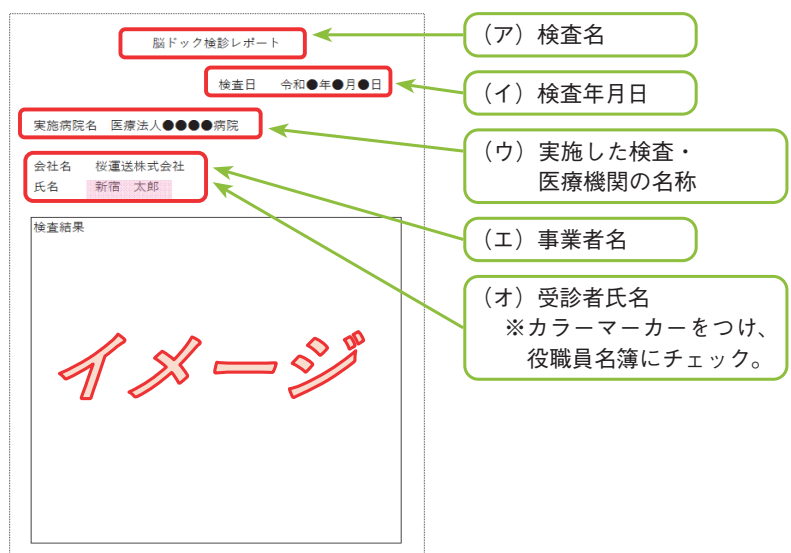 脳ドック検診レポート
検査日 令和●年●月●日
実施病院名 医療法人●●●●病院
会社名 桜運送株式会社
氏名 新宿 太郎
検査結果
イメージ
(ア)検査名
(イ)検査年月日
(ウ)実施した検査・
医療機関の名称
(エ)事業者名
(オ)受診者氏名
※カラーマーカーをつけ、
役職員名簿にチェック。